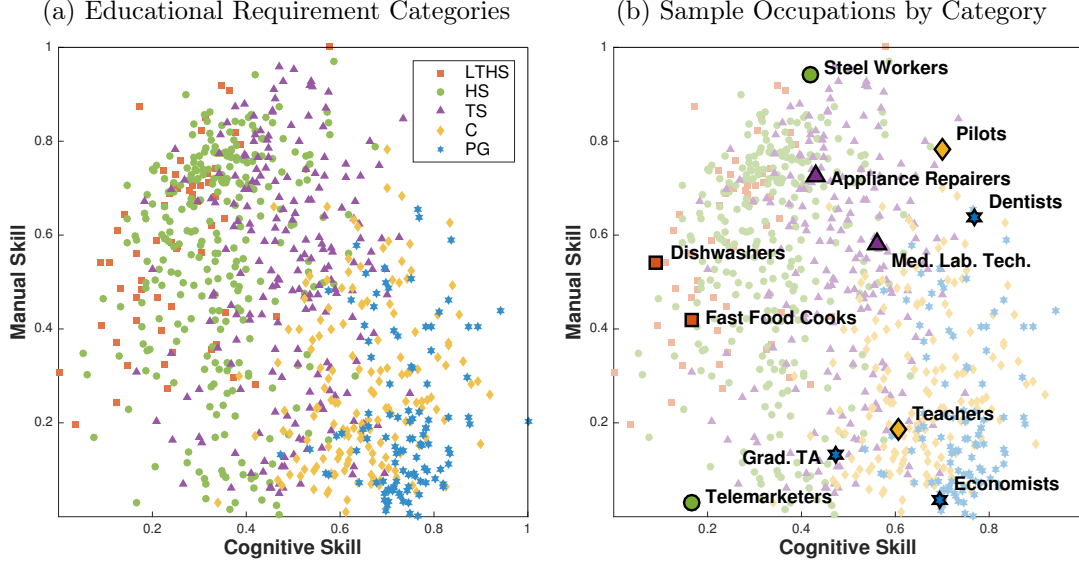 (a) Educational Requirement Categories
(b) Sample Occupations by Category
1
0.8
0.6
0.4
0.2
0.2
0.4
0.6
0.8
1
Manual Skill
Cognitive Skill
LTHS
HS
TS
C
PG
1
0.8
0.6
0.4
0.2
0.2
0.4
0.6
0.8
Manual Skill
Cognitive Skill
Steel Workers
Pilots
Appliance Repairers
Dentists
Dishwashers
Med. Lab. Tech.
Fast Food Cooks
Teachers
Grad. TA
Economists
Telemarketers